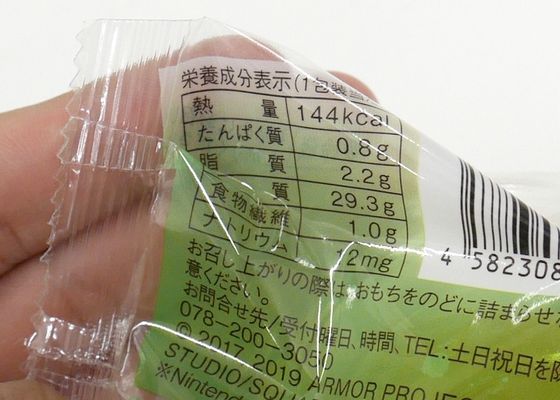 栄養成分表示(1包装当
熱 量 144kcal
たんぱく質 0.8g
脂 質 2.2g
質 29.3g
食物繊維 1.0g
ナトリウム 12mg
お召し上がりの際は、おもちをのどに詰まらせ
意ください。
お問合せ先/受付曜日、時間、TEL:土日祝日を除
078-200-3050
© 2017, 2019 ARMOR PROJEC
STUDIO/SQUA
※Ninten
4 582308